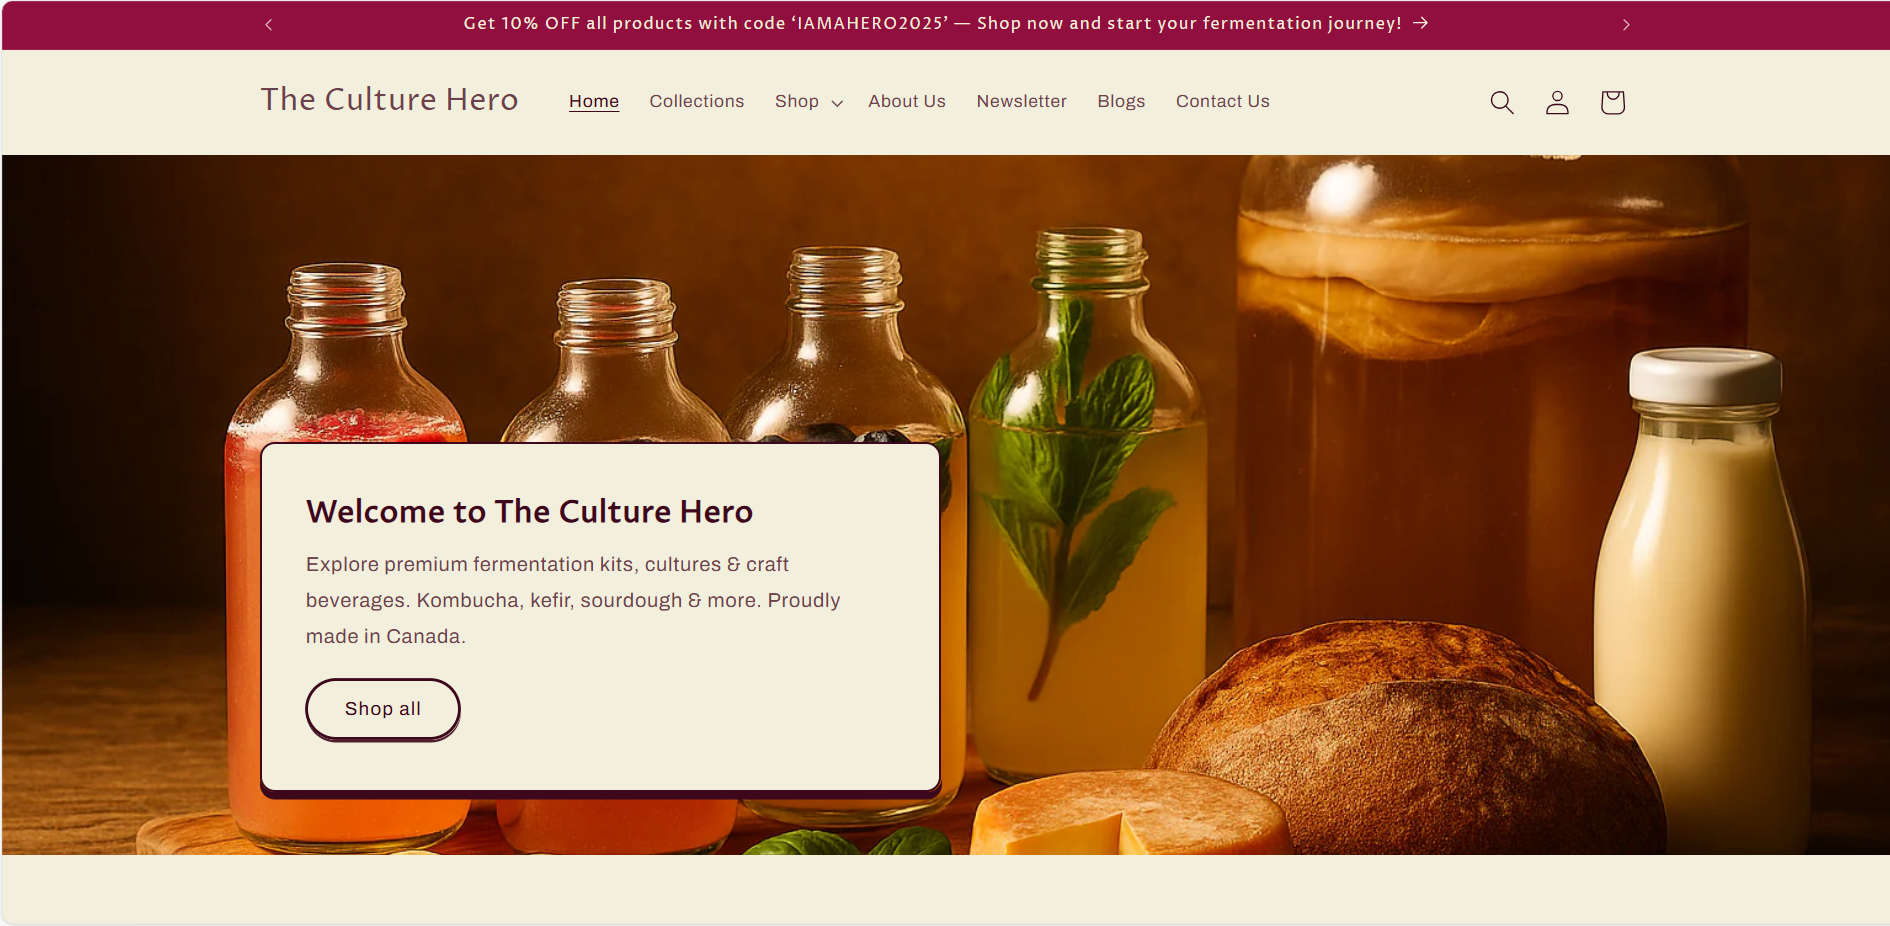 Get 10% OFF all products with code ‘IAMAHERO2025’ — Shop now and start your fermentation journey! →
The Culture Hero
Home
Collections
Shop
About Us
Newsletter
Blogs
Contact Us
Welcome to The Culture Hero
Explore premium fermentation kits, cultures & craft
beverages. Kombucha, kefir, sourdough & more. Proudly
made in Canada.
Shop all